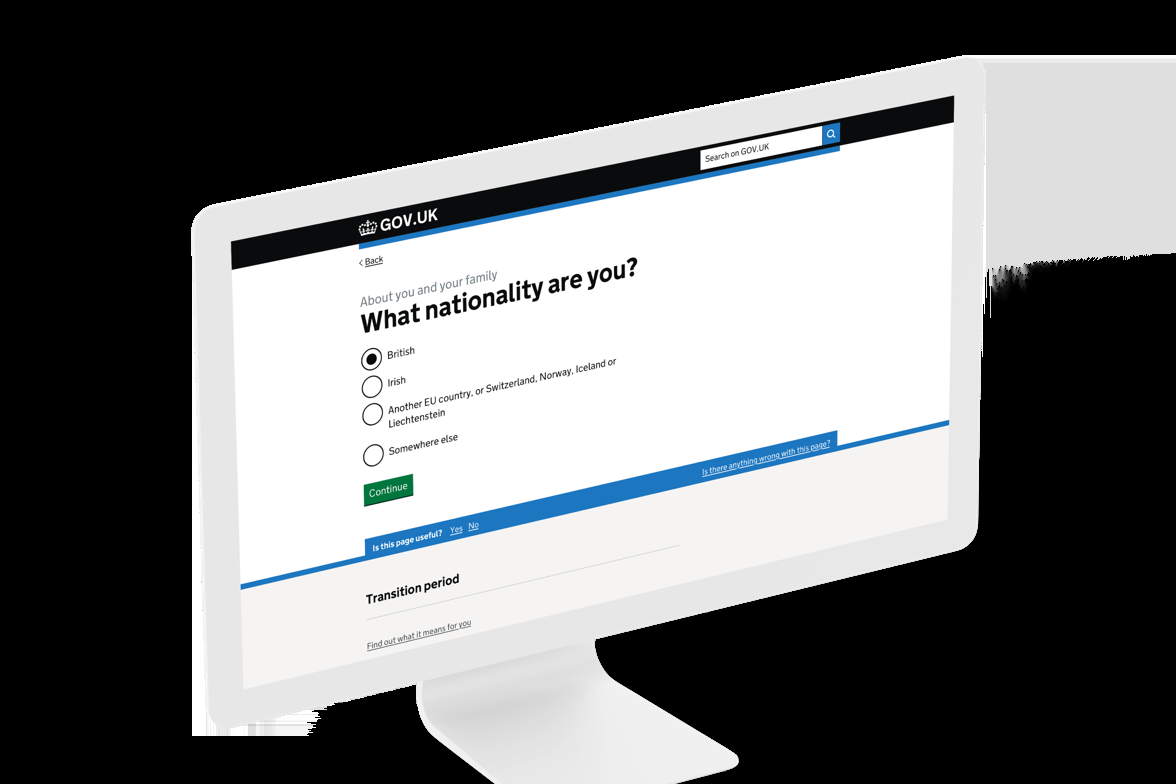 Search on GOV.UK
GOV.UK
Back
About you and your family
What nationality are you?
British
Irish
Another EU country, or Switzerland, Norway, Iceland or
Liechtenstein
Somewhere else
Continue
Is there anything wrong with this page?
Is this page useful? Yes No
Transition period
Find out what it means for you